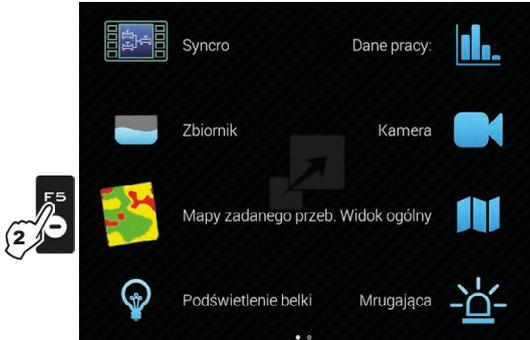 Syncro Dane pracy:
Zbiornik Kamera
F5
2
Mapy zadanego przeb. Widok ogólny
Podświetlenie belki Mrugająca